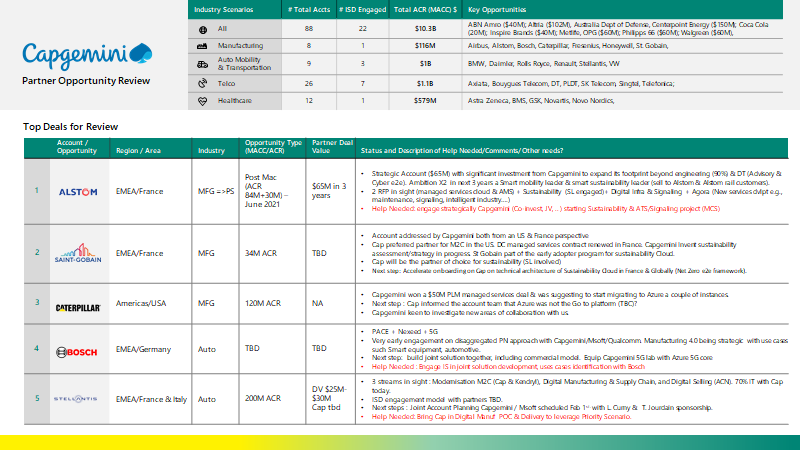 Industry Scenarios # Total Accts # ISD Engaged Total ACR (MACC) $ Key Opportunities
All 88 22 $10.3B ABN Amro ($40M); Altria ($102M), Australia Dept of Defense, Centerpoint Energy ($150M); Coca Cola
(20M); Inspire Brands ($40M); Metlife, OPG ($60M); Philipps 66 ($60M); Walgreen ($60M),
Manufacturing 8 1 $116M Airbus, Alstom, Bosch, Caterpillar, Fresenius, Honeywell, St. Gobain,
Auto Mobility
& Transportation 9 3 $1B BMW, Daimler, Rolls Royce, Renault, Stellantis, VW
Telco 26 7 $1.1B Axiata, Bouygues Telecom, DT, PLDT, SK Telecom, Singtel, Telefonica;
Healthcare 12 1 $579M Astra Zeneca, BMS, GSK, Novartis, Novo Nordics,
Capgemini
Partner Opportunity Review
Top Deals for Review
Account /
Opportunity Region / Area Industry Opportunity Type
(MACC/ACR) Partner Deal
Value Status and Description of Help Needed/Comments/Other needs?
1 ALSTOM EMEA/France MFG =>PS Post Mac
(ACR
84M+30M) –
June 2021 $65M in 3
years
• Strategic Account ($65M) with significant investment from Capgemini to expand its footprint beyond engineering (90%) & DT (Advisory &
Cyber e2e). Ambition X2 in next 3 years a Smart mobility leader & smart sustainability leader (sell to Alstom & Alstom rail customers).
• 2 RFP in sight (managed services cloud & AMS) + Sustainability (SL engaged)+ Digital Infra & Signaling + Agora (New services dvlpt e.g.,
maintenance, signaling, intelligent industry....)
• Help Needed: engage strategically Capgemini (Co-invest, JV, ...) starting Sustainability & ATS/Signaling project (MCS)
2 SAINT-GOBAIN EMEA/France MFG 34M ACR TBD
• Account addressed by Capgemini both from an US & France perspective
• Cap preferred partner for M2C in the US. DC managed services contract renewed in France. Capgemini invent sustainability
assessment/strategy in progress. St Gobain part of the early adopter program for sustainability Cloud.
• Cap will be the partner of choice for sustainability (SL involved)
• Next step: Accelerate onboarding on Cap on technical architecture of Sustainability Cloud in France & Globally (Net Zero e2e framework).
3 CATERPILLAR Americas/USA MFG 120M ACR NA
• Capgemini won a $50M PLM managed services deal & was suggesting to start migrating to Azure a couple of instances.
• Next step : Cap informed the account team that Azure was not the Go to platform (TBC)?
• Capgemini keen to investigate new areas of collaboration with us
4 BOSCH EMEA/Germany Auto TBD TBD
• PACE + Nexeed + 5G
• Very early engagement on disaggregated PN approach with Capgemini/Msoft/Qualcomm. Manufacturing 4.0 being strategic with use cases
such Smart equipment, automotive.
• Next step: build joint solution together, including commercial model. Equip Capgemini 5G lab with Azure 5G core
• Help Needed : Engage IS in joint solution development, uses cases identification with Bosch
5 STELLANTIS EMEA/France & Italy Auto 200M ACR DV $25M-
$30M
Cap tbd
• 3 streams in sight : Modernisation M2C (Cap & Kendryl), Digital Manufacturing & Supply Chain, and Digital Selling (ACN). 70% IT with Cap
today.
• ISD engagement model with partners TBD.
• Next steps : Joint Account Planning Capgemini / Msoft scheduled Feb 1st with L. Curny & T. Jourdain sponsorship.
• Help Needed: Bring Cap in Digital Manuf POC & Delivery to leverage Priority Scenario.